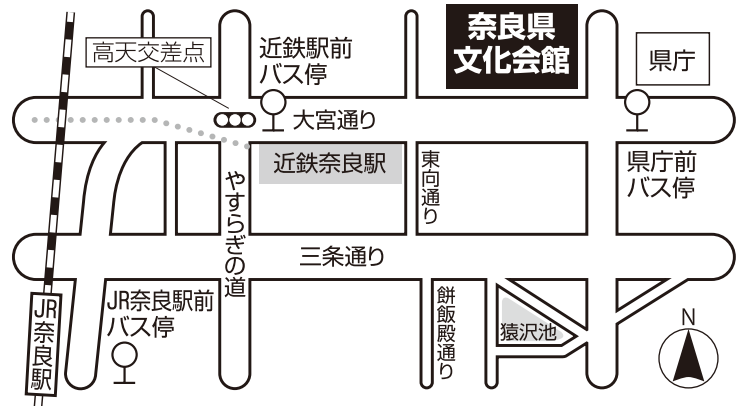 奈良県
文化会館
高天交差点
近鉄駅前
バス停
県庁
大宮通り
近鉄奈良駅
東向通り
県庁前
バス停
やすらぎの道
三条通り
JR奈良駅前
バス停
JR奈良駅
餅飯殿通り
猿沢池
N